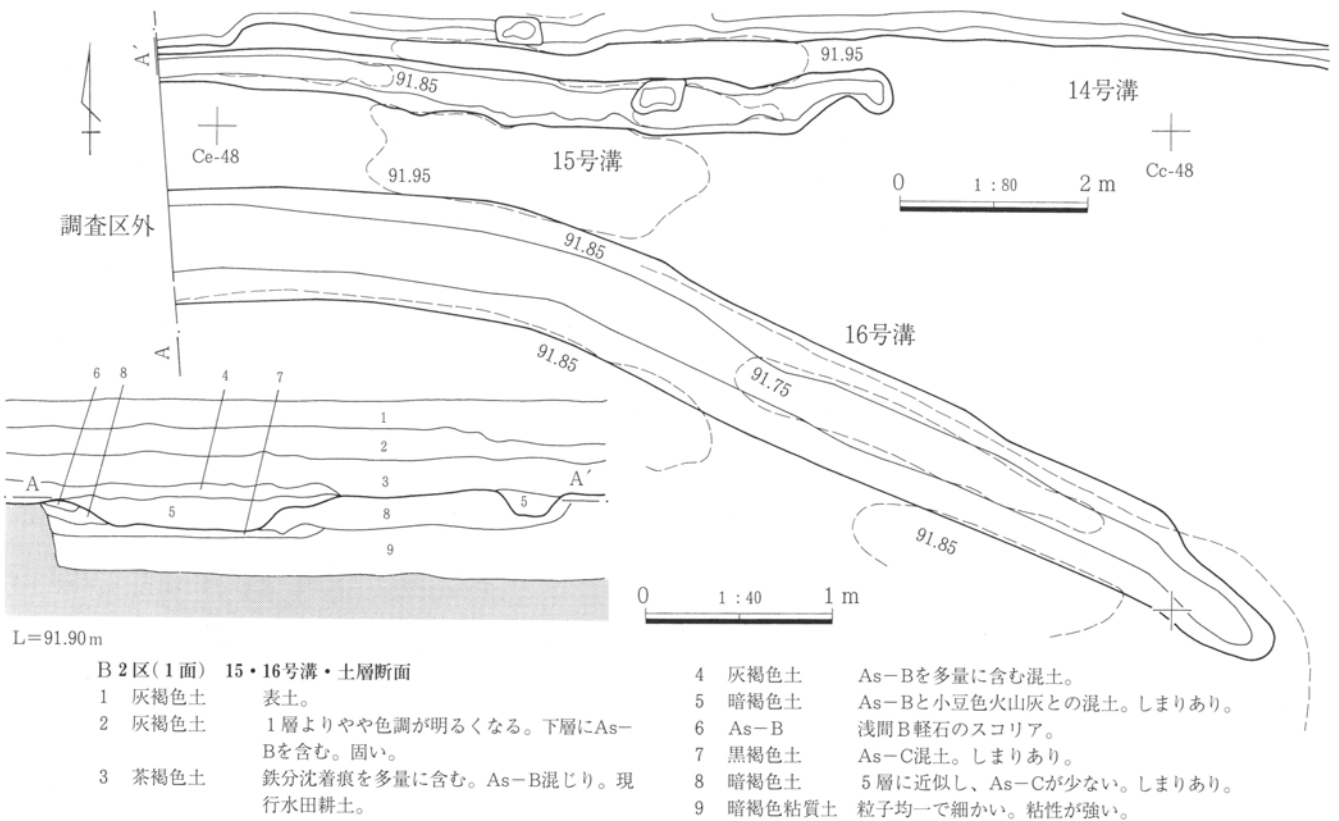 A′
91.95
91.85
14号溝
Ce-48
15号溝
Cc-48
91.95
0 1：80 2 m
調査区外
91.85
16号溝
A
91.85
91.75
6 8 4 7
1
2
A 3 A′
5 5
8
9
91.85
0 1：40 1 m
L=91.90m
B 2区(1面) 15・16号溝・土層断面
1 灰褐色土 表土。
2 灰褐色土 1層よりやや色調が明るくなる。下層にAs-
Bを含む。固い。
3 茶褐色土 鉄分沈着痕を多量に含む。As-B混じり。現
行水田耕土。
4 灰褐色土 As-Bを多量に含む混土。
5 暗褐色土 As-Bと小豆色火山灰との混土。しまりあり。
6 As-B 浅間B軽石のスコリア。
7 黒褐色土 As-C混土。しまりあり。
8 暗褐色土 5層に近似し、As-Cが少ない。しまりあり。
9 暗褐色粘質土 粒子均一で細かい。粘性が強い。